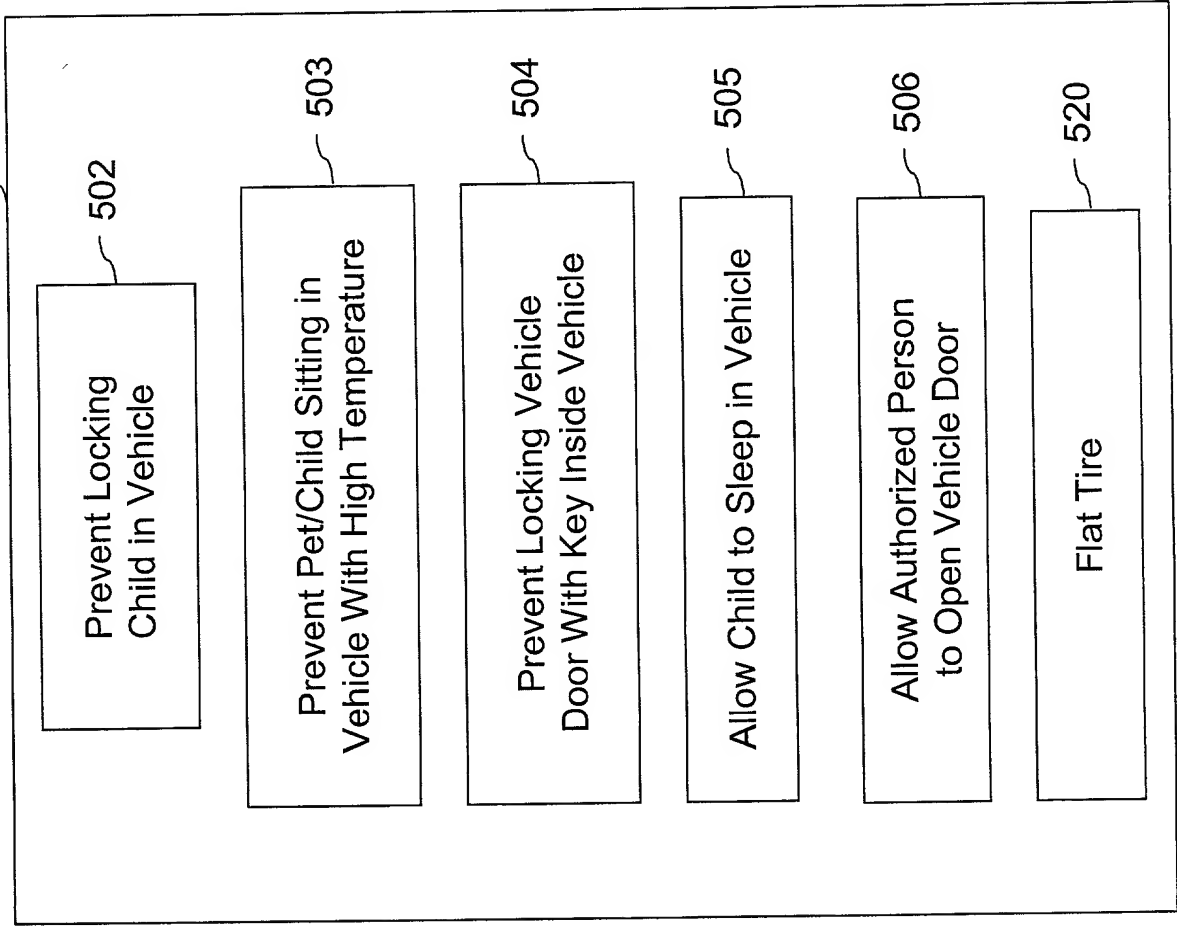 Prevent Locking
Child in Vehicle
502
Prevent Pet/Child Sitting in
Vehicle With High Temperature
503
Prevent Locking Vehicle
Door With Key Inside Vehicle
504
Allow Child to Sleep in Vehicle
505
Allow Authorized Person
to Open Vehicle Door
506
Flat Tire
520